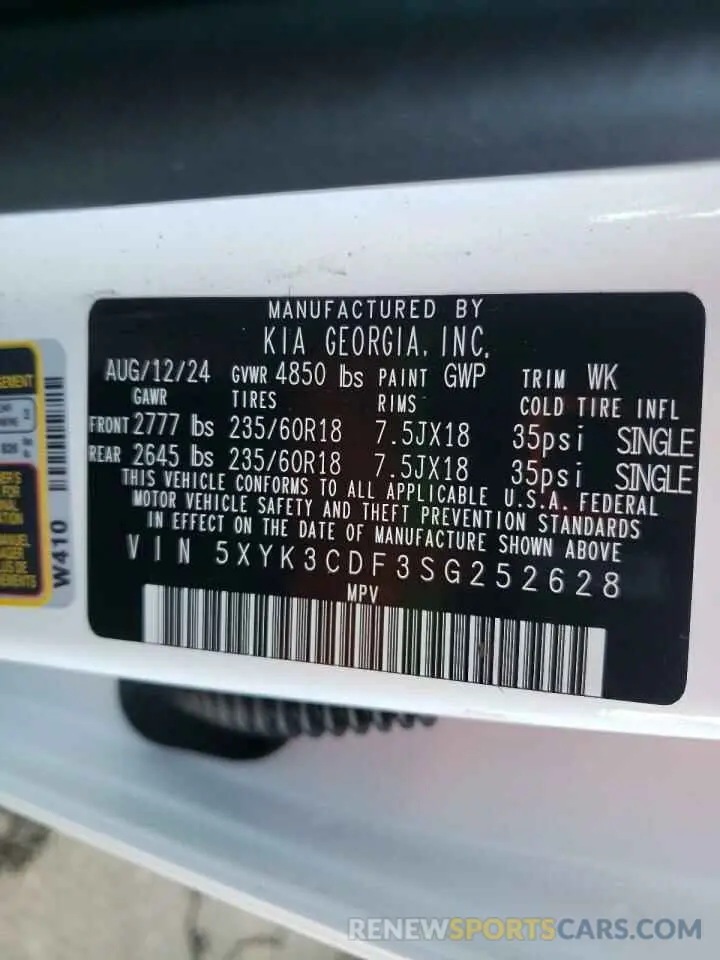 MANUFACTURED BY
KIA GEORGIA, INC.
AUG/12/24 GVWR 4850 lbs PAINT GWP TRIM WK
GAWR TIRES RIMS COLD TIRE INFL
FRONT 2777 lbs 235/60R18 7.5JX18 35psi SINGLE
REAR 2645 lbs 235/60R18 7.5JX18 35psi SINGLE
THIS VEHICLE CONFORMS TO ALL APPLICABLE U.S.A. FEDERAL
MOTOR VEHICLE SAFETY AND THEFT PREVENTION STANDARDS
IN EFFECT ON THE DATE OF MANUFACTURE SHOWN ABOVE
VIN 5XYK3CDF3SG252628
MPV
W410
RENEWSPORTSCARS.COM